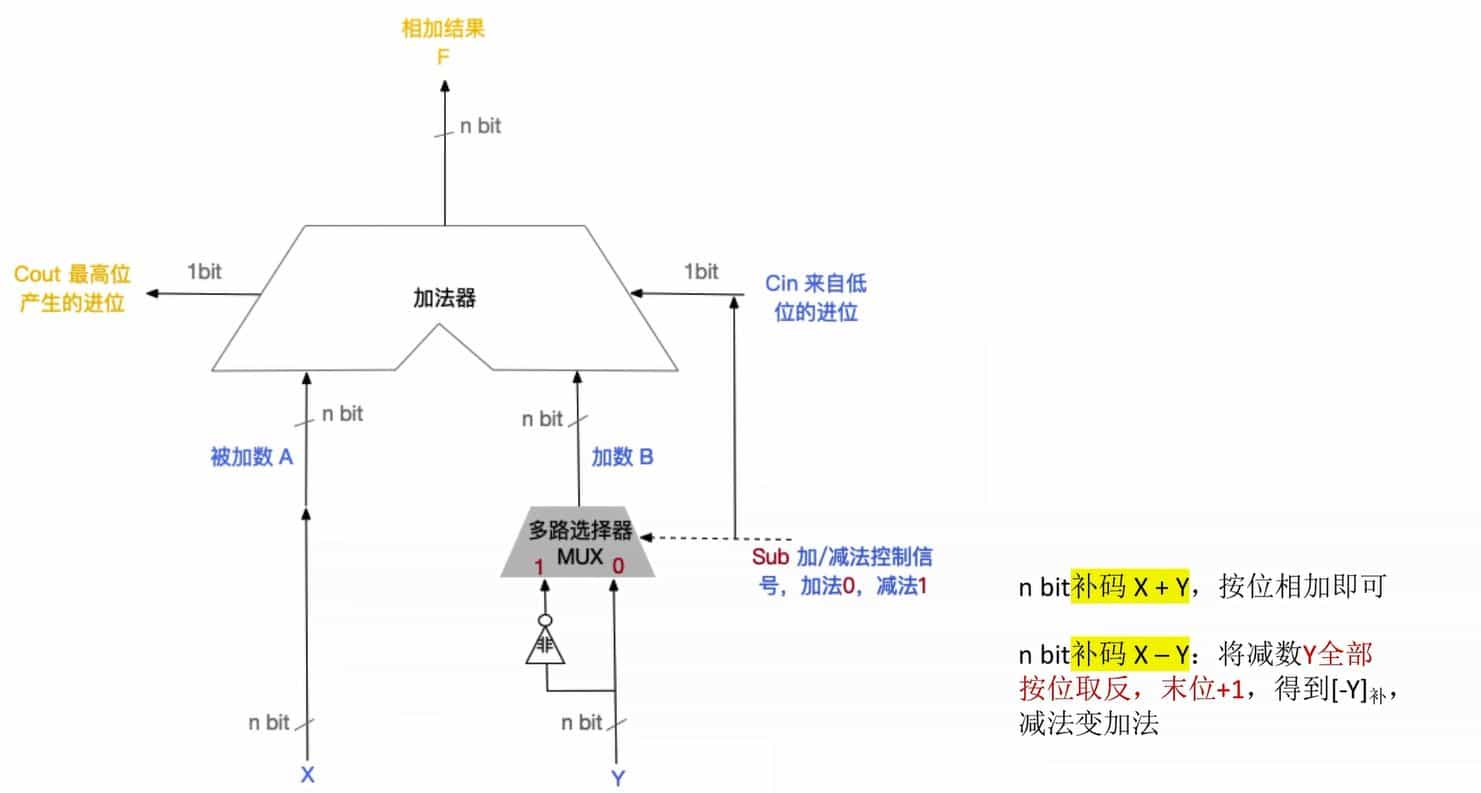 相加结果
F
n bit
Cout 最高位
产生的进位
1bit
加法器
1bit
Cin 来自低
位的进位
n bit
被加数 A
n bit
加数 B
多路选择器
MUX
1
0
Sub 加/减法控制信
号，加法0，减法1
非
n bit
X
n bit
Y
n bit补码 X + Y，按位相加即可
n bit补码 X – Y：将减数Y全部
按位取反，末位+1，得到[-Y]补，
减法变加法